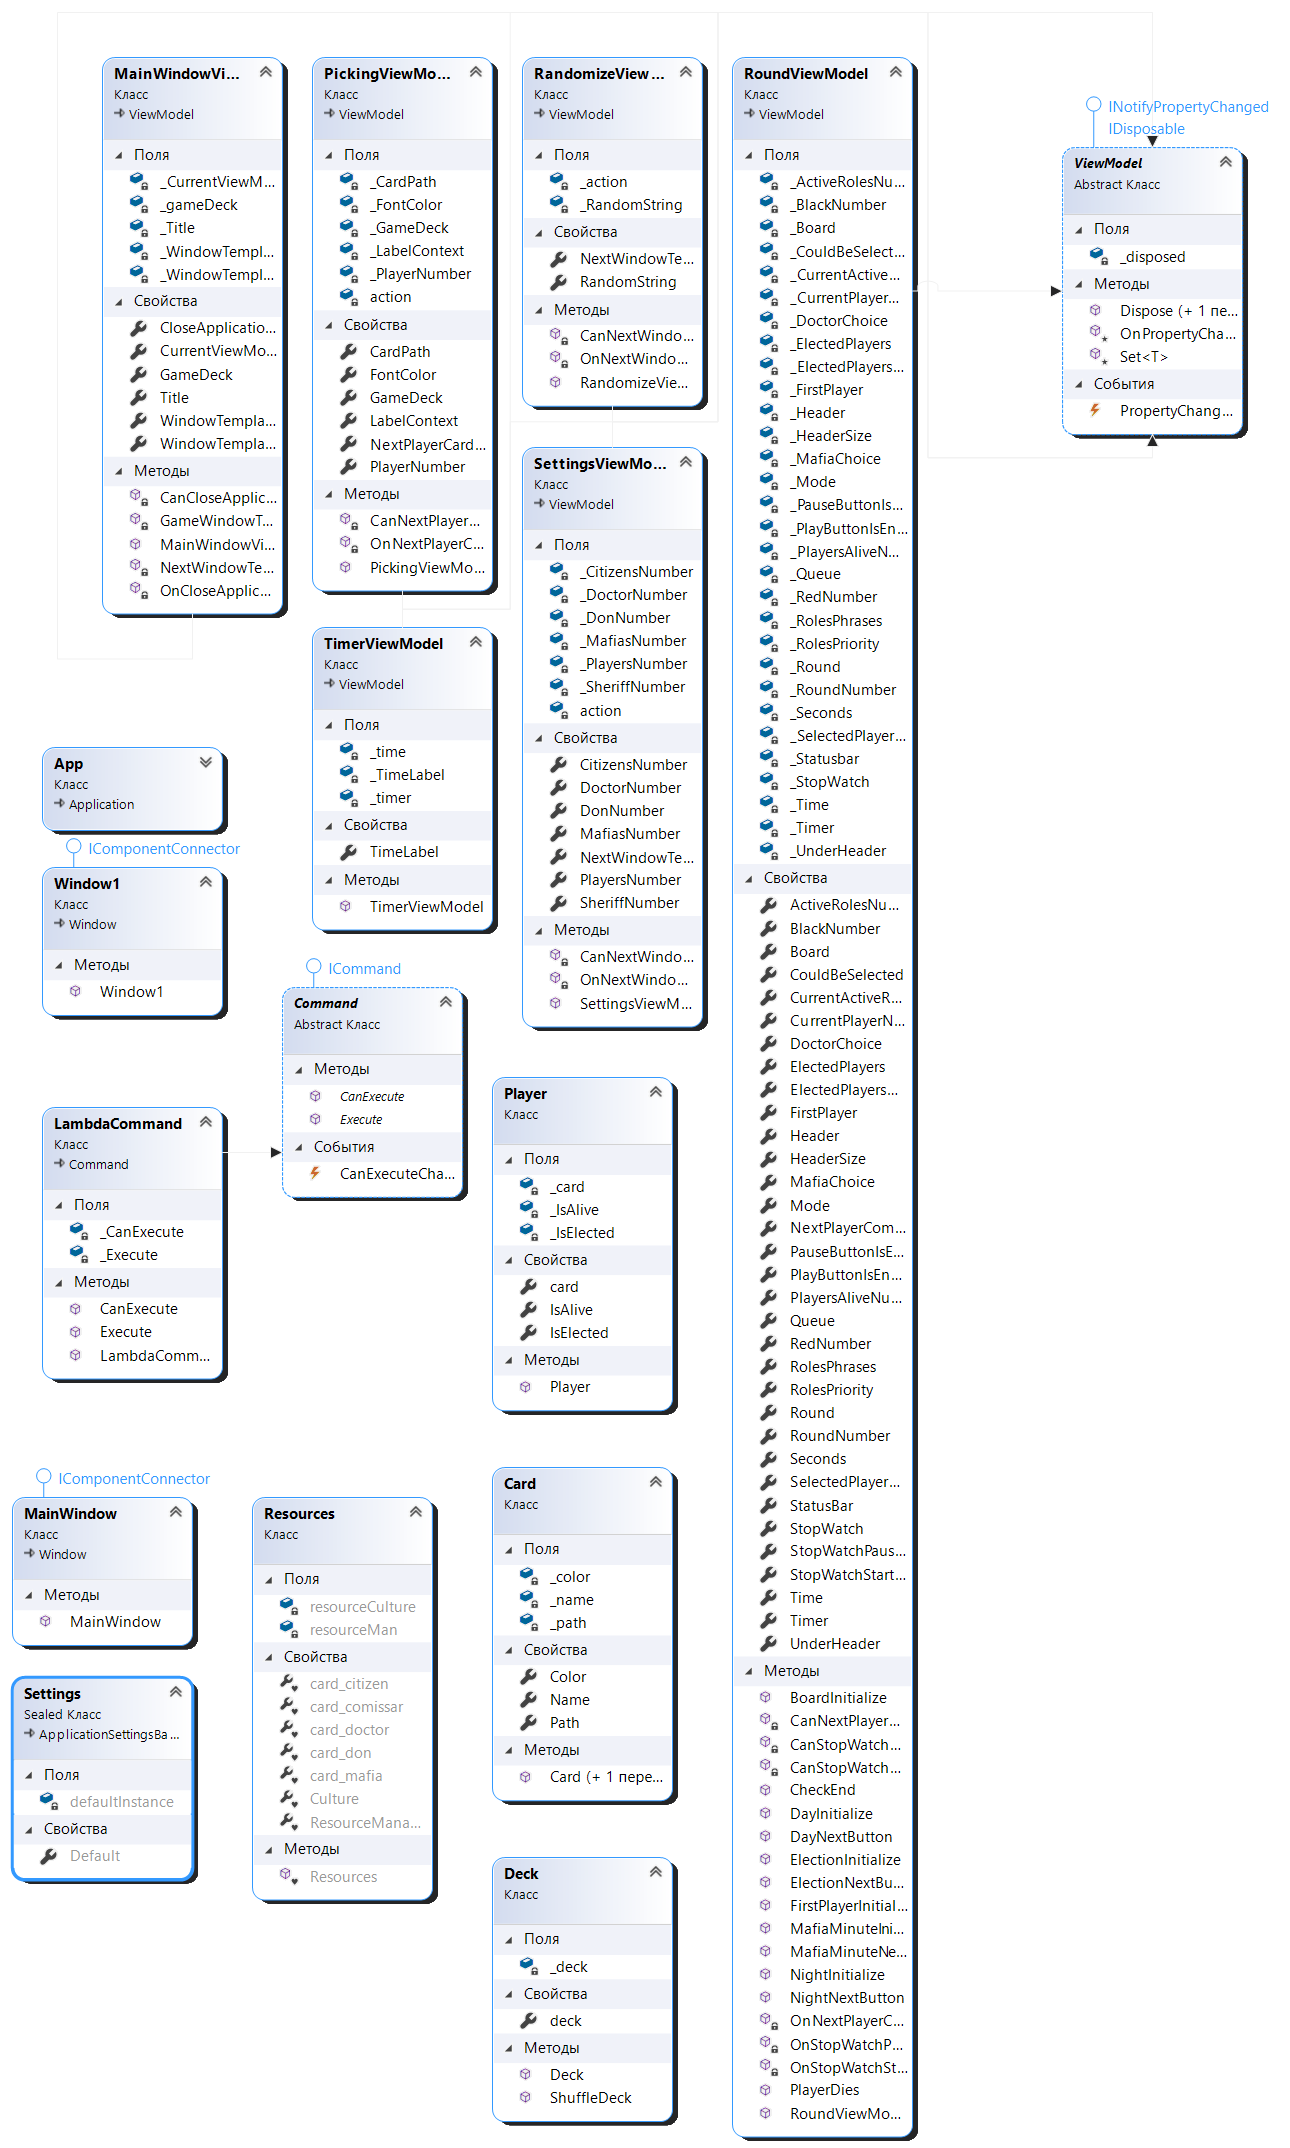 MainWindowVi...
Класс
ViewModel
Поля
_CurrentViewM...
_gameDeck
_Title
_WindowTempl...
_WindowTempl...
Свойства
CloseApplicatio...
CurrentViewMo...
GameDeck
Title
WindowTempla...
WindowTempla...
Методы
CanCloseApplic...
GameWindowT...
MainWindowVi...
NextWindowTe...
OnCloseApplic...
PickingViewMo...
Класс
ViewModel
Поля
_CardPath
_FontColor
_GameDeck
_LabelContext
_PlayerNumber
action
Свойства
CardPath
FontColor
GameDeck
LabelContext
NextPlayerCard...
PlayerNumber
Методы
CanNextPlayer...
OnNextPlayerC...
PickingViewMo...
RandomizeView...
Класс
ViewModel
Поля
_action
_RandomString
Свойства
NextWindowTe...
RandomString
Методы
CanNextWindo...
OnNextWindo...
RandomizeVie...
RoundViewModel
Класс
ViewModel
Поля
_ActiveRolesNu...
_BlackNumber
_Board
_CouldBeSelect...
_CurrentActive...
_CurrentPlayer...
_DoctorChoice
_ElectedPlayers
_ElectedPlayers...
_FirstPlayer
_Header
_HeaderSize
_MafiaChoice
_Mode
_PauseButtonIs...
_PlayButtonIsEn...
_PlayersAliveN...
_Queue
_RedNumber
_RolesPhrases
_RolesPriority
_Round
_RoundNumber
_Seconds
_SelectedPlayer...
_Statusbar
_StopWatch
_Time
_Timer
_UnderHeader
Свойства
ActiveRolesNu...
BlackNumber
Board
CouldBeSelected
CurrentActiveR...
CurrentPlayerN...
DoctorChoice
ElectedPlayers
ElectedPlayers...
FirstPlayer
Header
HeaderSize
MafiaChoice
Mode
NextPlayerCom...
PauseButtonIsE...
PlayButtonIsEn...
PlayersAliveNu...
Queue
RedNumber
RolesPhrases
RolesPriority
Round
RoundNumber
Seconds
SelectedPlayer...
StatusBar
StopWatch
StopWatchPaus...
StopWatchStart...
Time
Timer
UnderHeader
Методы
BoardInitialize
CanNextPlayer...
CanStopWatch...
CanStopWatch...
CheckEnd
DayInitialize
DayNextButton
ElectionInitialize
ElectionNextBu...
FirstPlayerInitial...
MafiaMinuteIni...
MafiaMinuteNe...
NightInitialize
NightNextButton
OnNextPlayerC...
OnStopWatchP...
OnStopWatchSt...
PlayerDies
RoundViewMo...
INotifyPropertyChanged
IDisposable
ViewModel
Abstract Класс
Поля
_disposed
Методы
Dispose (+ 1 пе...
OnPropertyCha...
Set<T>
События
PropertyChang...
SettingsViewMo...
Класс
ViewModel
Поля
_CitizensNumber
_DoctorNumber
_DonNumber
_MafiasNumber
_PlayersNumber
_SheriffNumber
action
Свойства
CitizensNumber
DoctorNumber
DonNumber
MafiasNumber
NextWindowTe...
PlayersNumber
SheriffNumber
Методы
CanNextWindo...
OnNextWindo...
SettingsViewM...
TimerViewModel
Класс
ViewModel
Поля
_time
_TimeLabel
_timer
Свойства
TimeLabel
Методы
TimerViewModel
App
Класс
Application
IComponentConnector
Window1
Класс
Window
Методы
Window1
ICommand
Command
Abstract Класс
Методы
CanExecute
Execute
События
CanExecuteCha...
LambdaCommand
Класс
Command
Поля
_CanExecute
_Execute
Методы
CanExecute
Execute
LambdaComm...
Player
Класс
Поля
_card
_IsAlive
_IsElected
Свойства
card
IsAlive
IsElected
Методы
Player
IComponentConnector
MainWindow
Класс
Window
Методы
MainWindow
Resources
Класс
Поля
resourceCulture
resourceMan
Свойства
card_citizen
card_comissar
card_doctor
card_don
card_mafia
Culture
ResourceMana...
Методы
Resources
Card
Класс
Поля
_color
_name
_path
Свойства
Color
Name
Path
Методы
Card (+ 1 пере...
Settings
Sealed Класс
ApplicationSettingsBa...
Поля
defaultInstance
Свойства
Default
Deck
Класс
Поля
_deck
Свойства
deck
Методы
Deck
ShuffleDeck